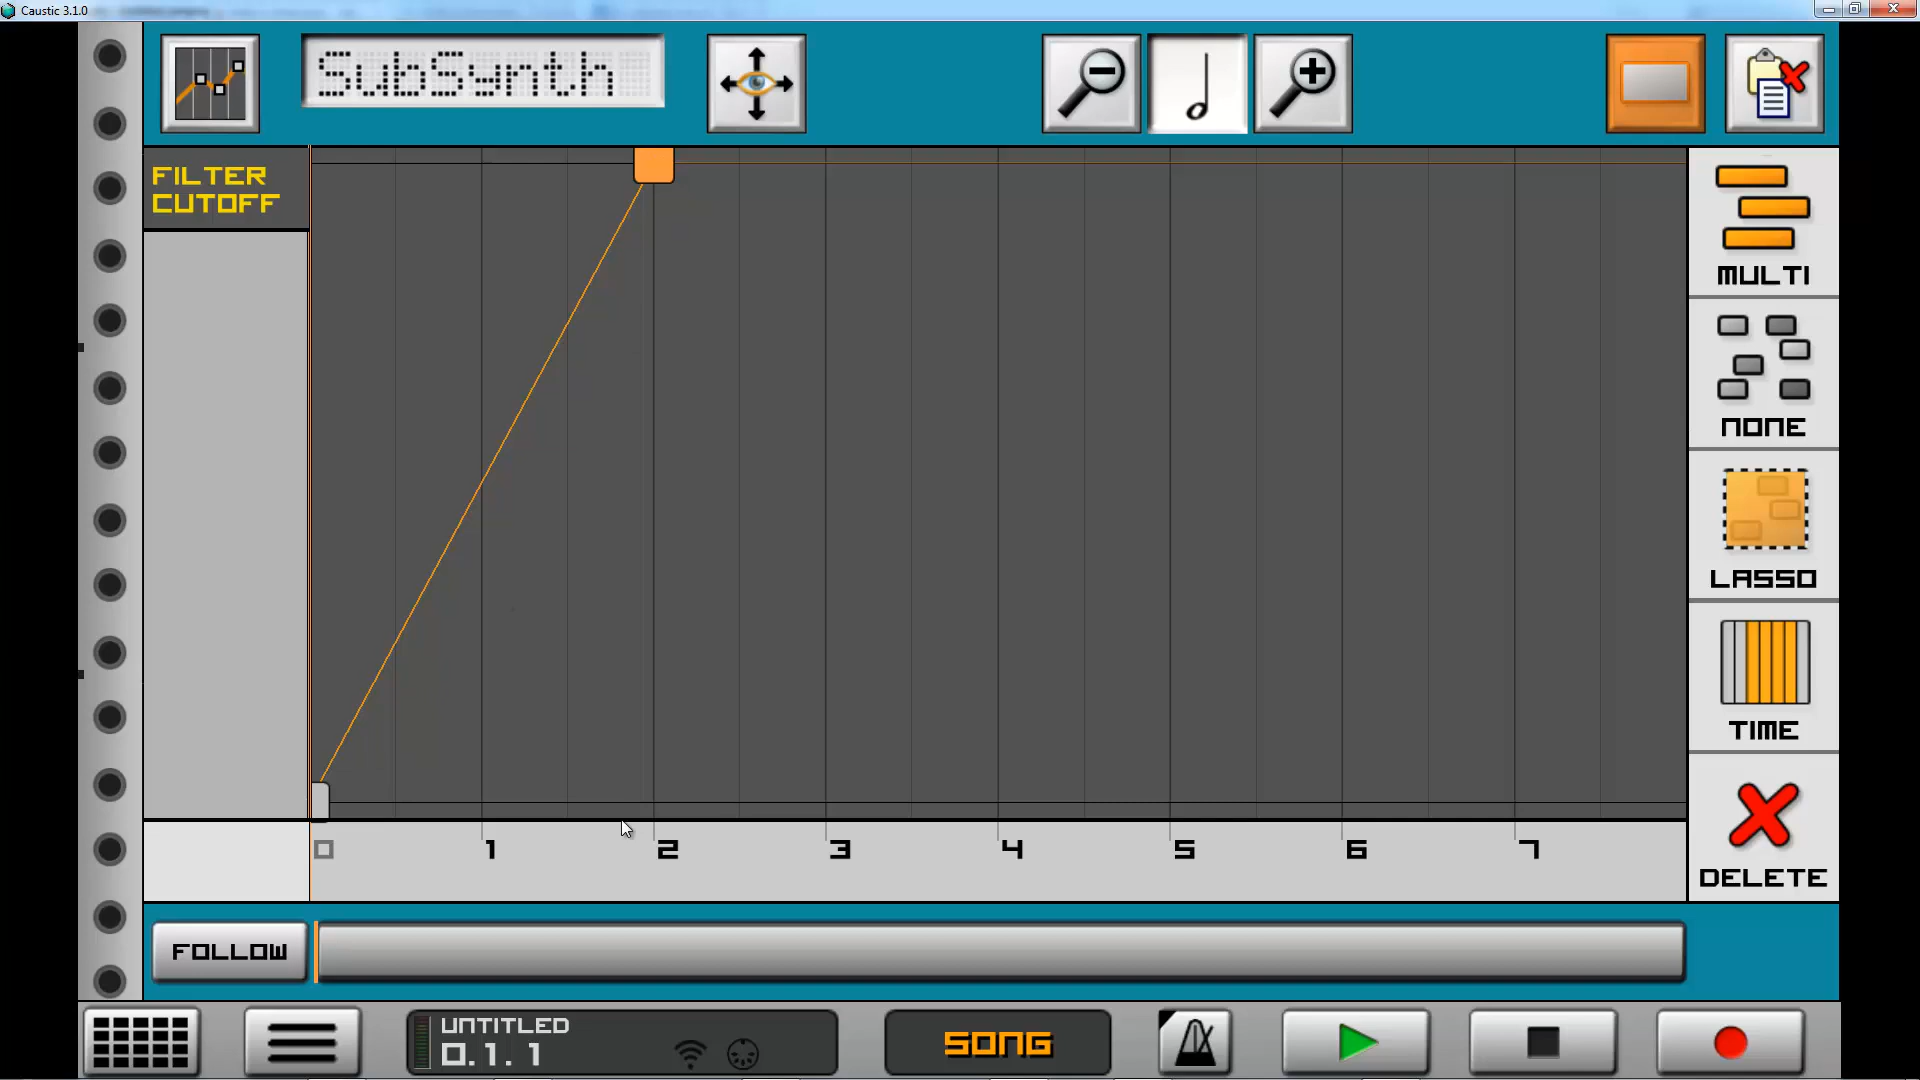 Caustic 3.1.0
SubSynth
FILTER
CUTOFF
MULTI
NONE
LASSO
TIME
DELETE
0 1 2 3 4 5 6 7
FOLLOW
UNTITLED
0.1.1
SONG